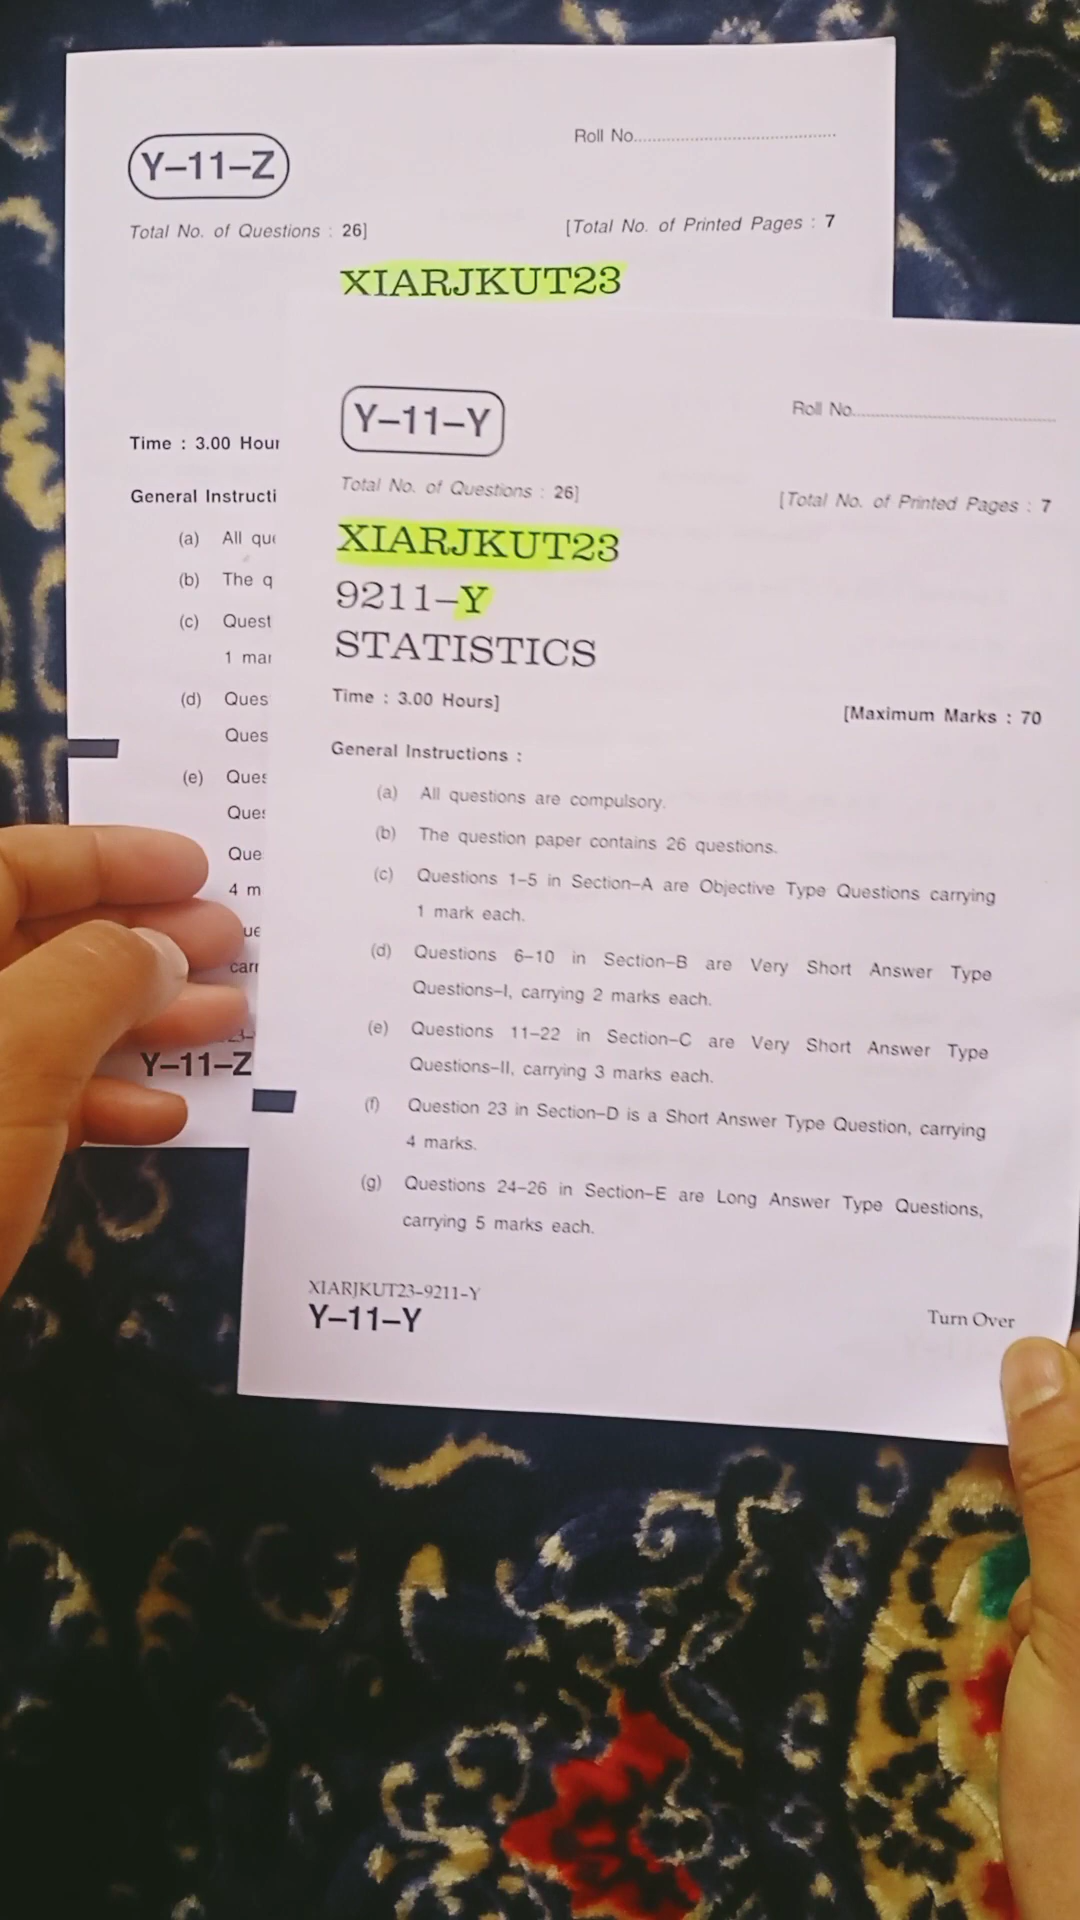 Y–11–Z
Roll No.
Total No. of Questions : 26]
[Total No. of Printed Pages : 7
XIARJKUT23
Time : 3.00 Hour
General Instructi
(a) All que
(b) The q
(c) Quest
1 mar
(d) Ques
Ques
(e) Ques
Ques
Que
4 m
ue
carr
Y–11–Z
Y–11–Y
Roll No.
Total No. of Questions : 26]
[Total No. of Printed Pages : 7
XIARJKUT23
9211–Y
STATISTICS
Time : 3.00 Hours]
[Maximum Marks : 70
General Instructions :
(a) All questions are compulsory.
(b) The question paper contains 26 questions.
(c) Questions 1–5 in Section–A are Objective Type Questions carrying
1 mark each.
(d) Questions 6–10 in Section–B are Very Short Answer Type
Questions–I, carrying 2 marks each.
(e) Questions 11–22 in Section–C are Very Short Answer Type
Questions–II, carrying 3 marks each.
(f) Question 23 in Section–D is a Short Answer Type Question, carrying
4 marks.
(g) Questions 24–26 in Section–E are Long Answer Type Questions,
carrying 5 marks each.
XIARJKUT23–9211–Y
Y–11–Y
Turn Over